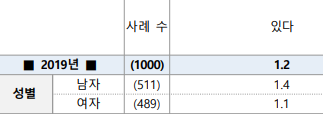 사례 수 있다
■ 2019년 ■ (1000) 1.2
성별 남자 (511) 1.4
여자 (489) 1.1